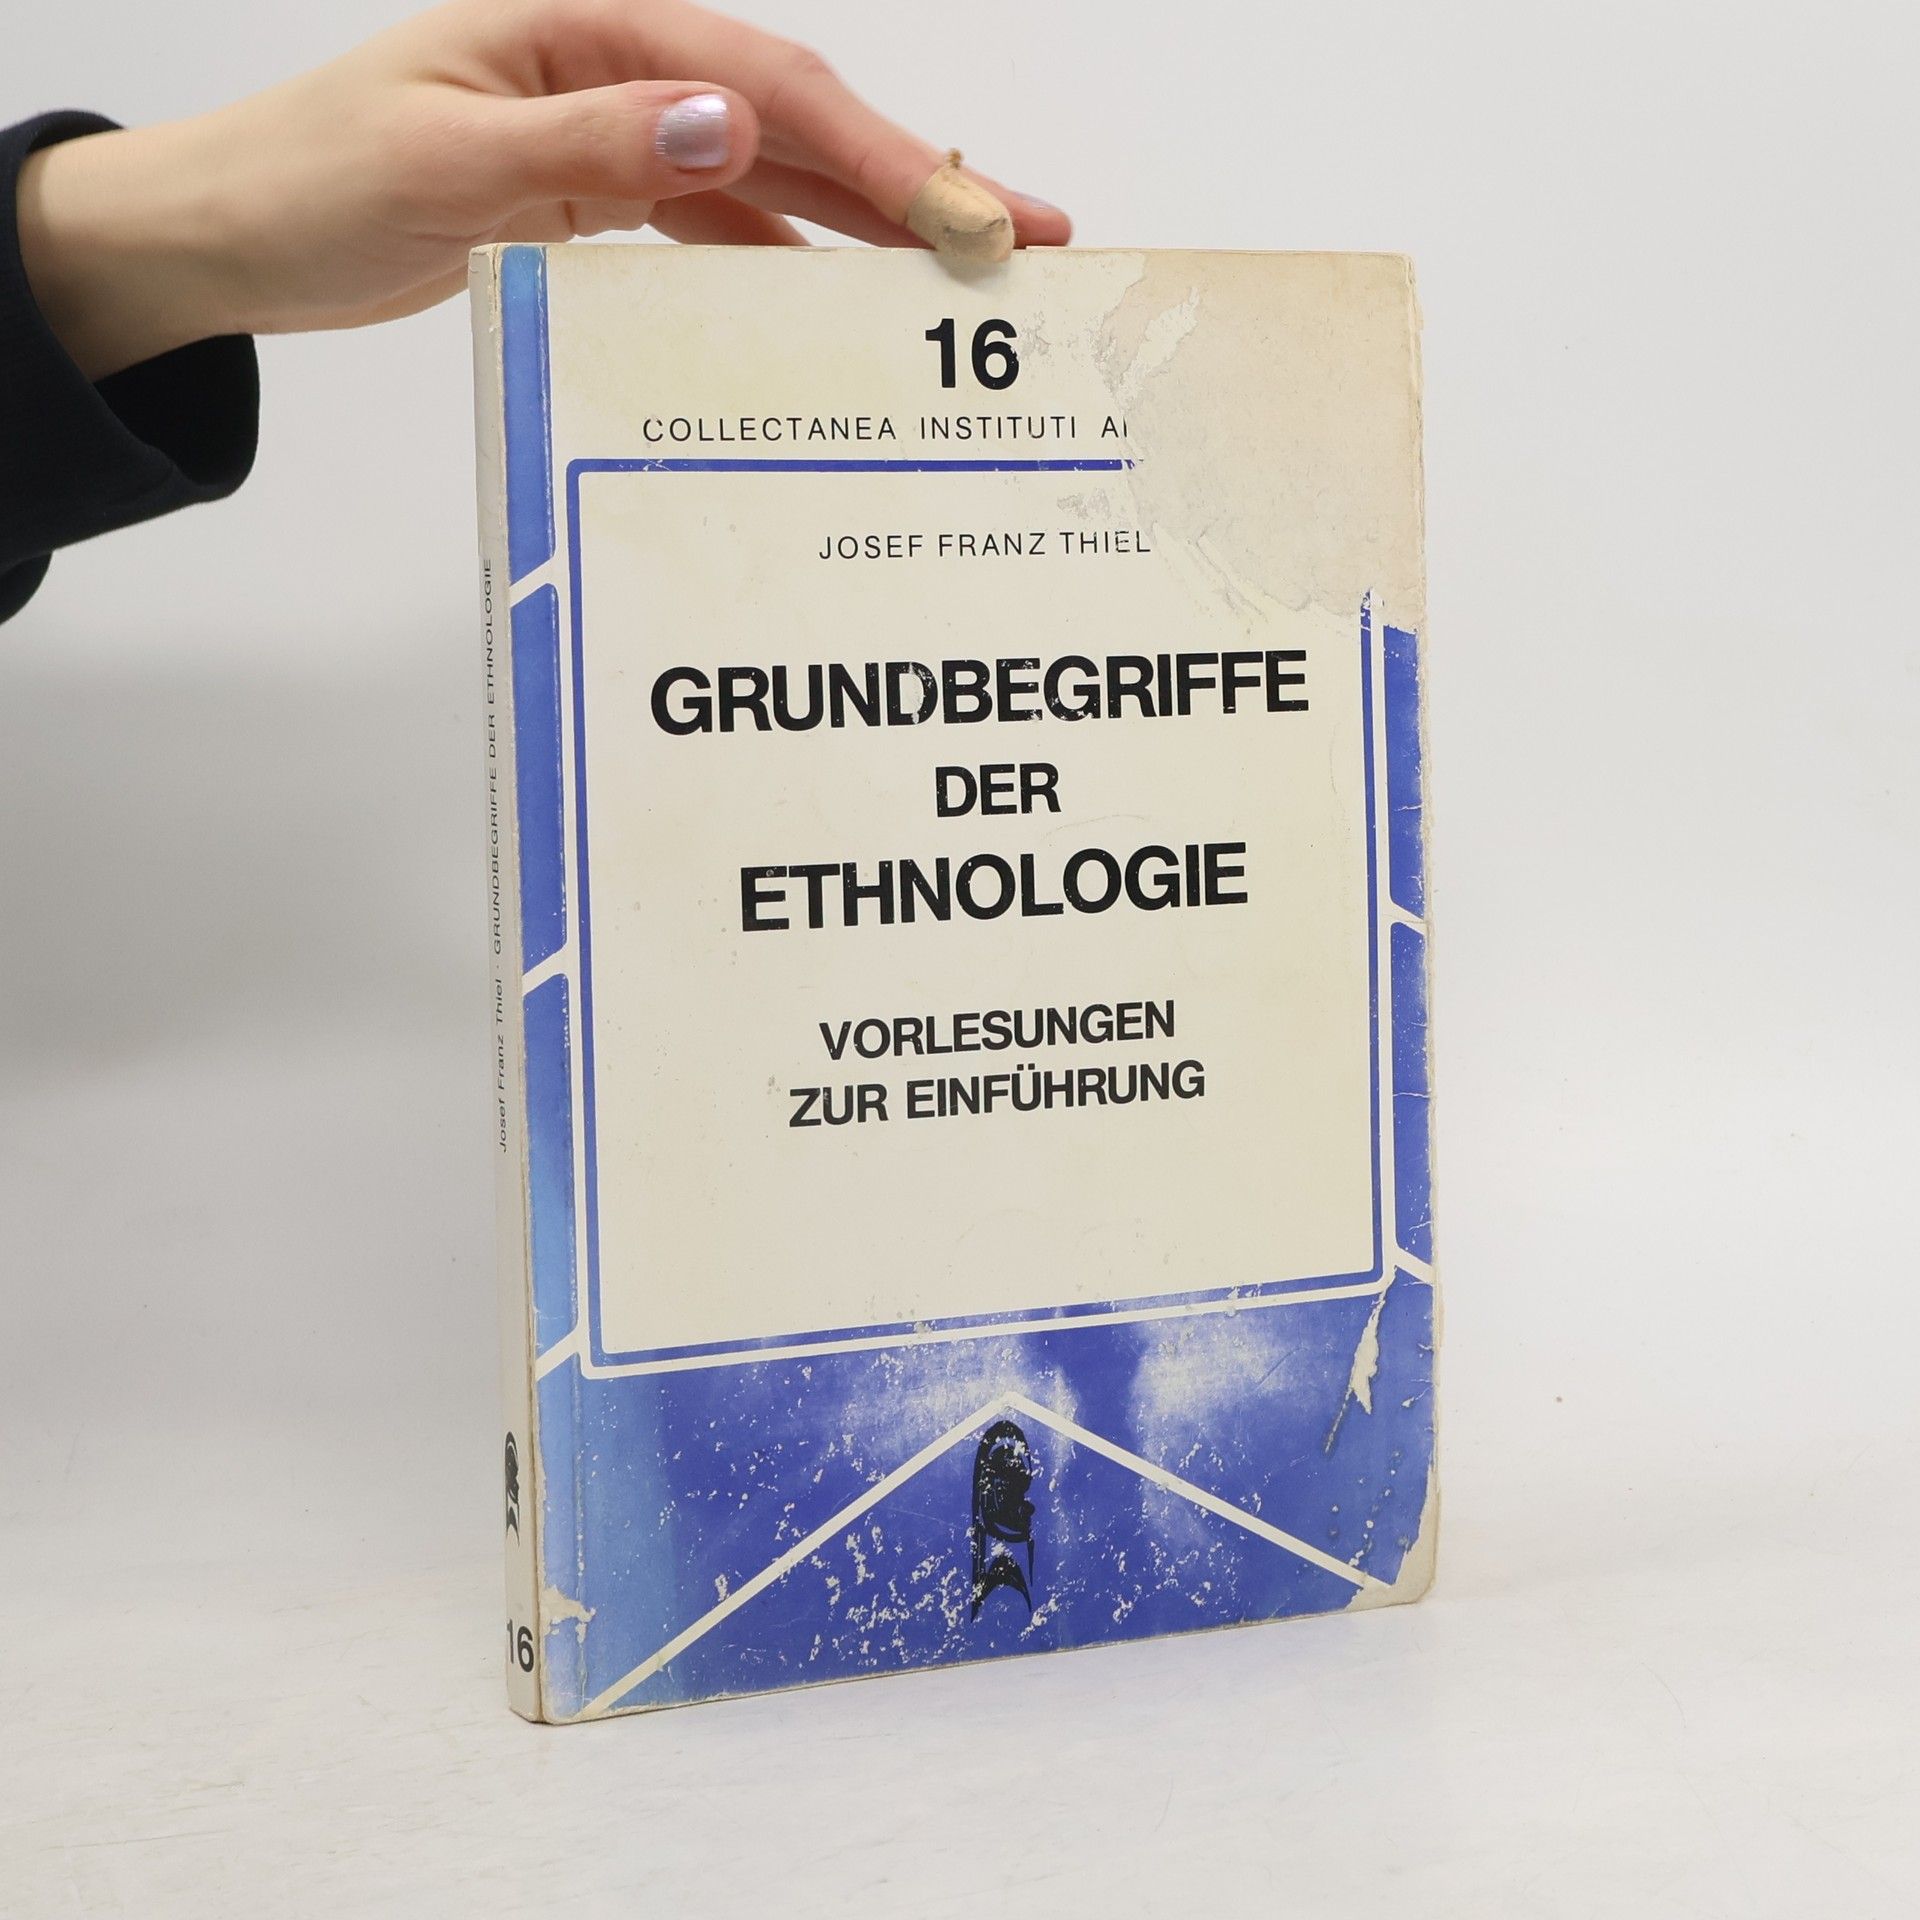 16
COLLECTANEA INSTITUTI
JOSEF FRANZ THIEL
GRUNDBEGRIFFE
DER
ETHNOLOGIE
VORLESUNGEN
ZUR EINFÜHRUNG
Josef Franz Thiel · GRUNDBEGRIFFE DER ETHNOLOGIE
16